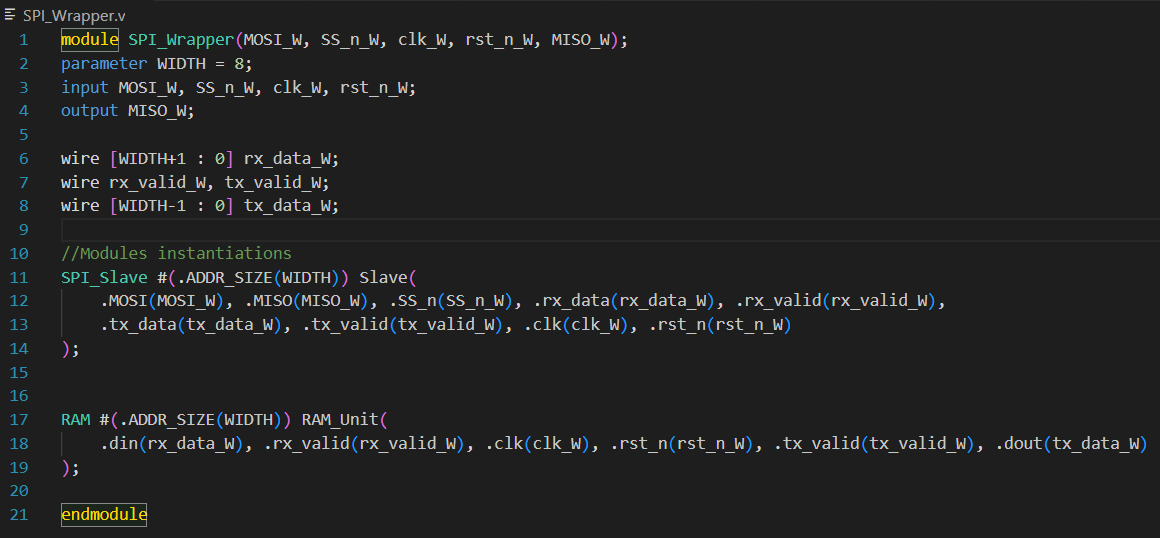 SPI_Wrapper.v
1 module SPI_Wrapper(MOSI_W, SS_n_W, clk_W, rst_n_W, MISO_W);
2 parameter WIDTH = 8;
3 input MOSI_W, SS_n_W, clk_W, rst_n_W;
4 output MISO_W;
5
6 wire [WIDTH+1 : 0] rx_data_W;
7 wire rx_valid_W, tx_valid_W;
8 wire [WIDTH-1 : 0] tx_data_W;
9
10 //Modules instantiations
11 SPI_Slave #(.ADDR_SIZE(WIDTH)) Slave(
12 .MOSI(MOSI_W), .MISO(MISO_W), .SS_n(SS_n_W), .rx_data(rx_data_W), .rx_valid(rx_valid_W),
13 .tx_data(tx_data_W), .tx_valid(tx_valid_W), .clk(clk_W), .rst_n(rst_n_W)
14 );
15
16
17 RAM #(.ADDR_SIZE(WIDTH)) RAM_Unit(
18 .din(rx_data_W), .rx_valid(rx_valid_W), .clk(clk_W), .rst_n(rst_n_W), .tx_valid(tx_valid_W), .dout(tx_data_W)
19 );
20
21 endmodule